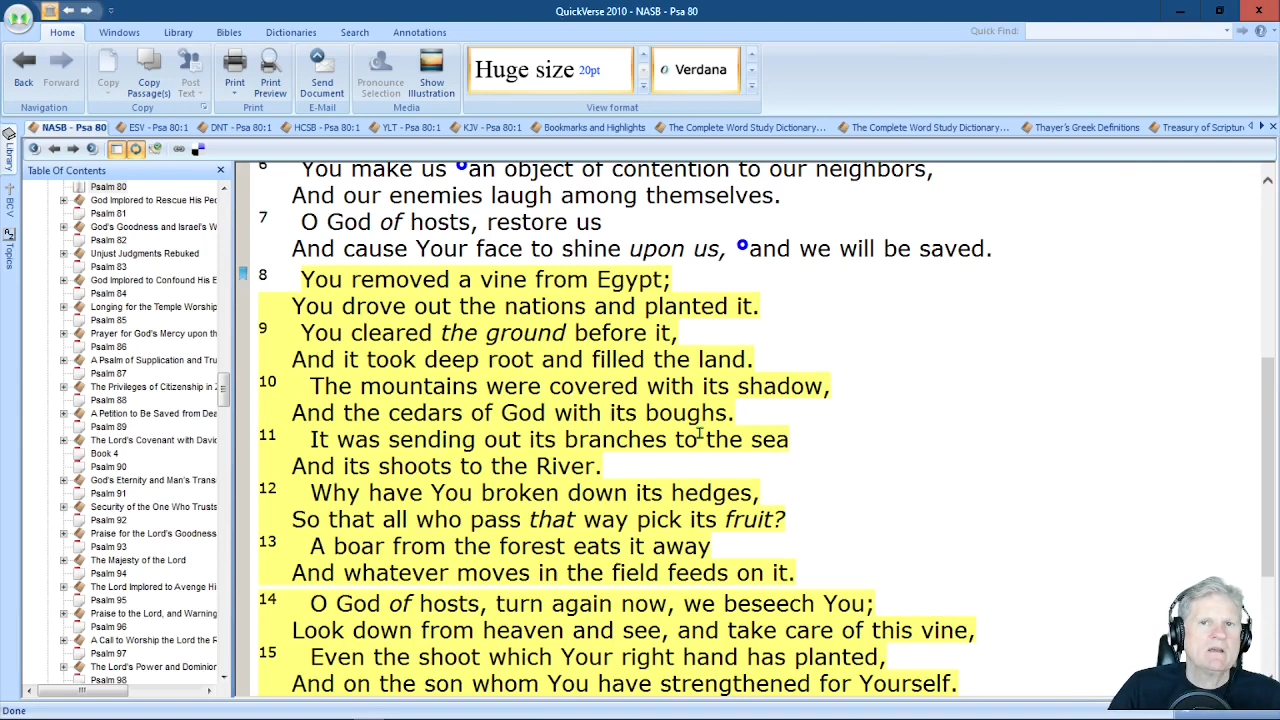 QuickVerse 2010 - NASB - Psa 80
Home Windows Library Bibles Dictionaries Search Annotations
Quick Find:
Back Forward Copy Copy Passage(s) Post Text Print Print Preview Send Document Pronounce Selection Show Illustration Huge size 20pt Verdana
Navigation Copy Print E-Mail Media View format
NASB - Psa 80 ESV - Psa 80:1 DNT - Psa 80:1 HCSB - Psa 80:1 YLT - Psa 80:1 KJV - Psa 80:1 Bookmarks and Highlights The Complete Word Study Dictionary... The Complete Word Study Dictionary... Thayer's Greek Definitions Treasury of Scriptur
Library
BCV
Topics
Table Of Contents
Psalm 80
God Implored to Rescue His Pec
Psalm 81
God's Goodness and Israel's W
Psalm 82
Unjust Judgments Rebuked
Psalm 83
God Implored to Confound His E
Psalm 84
Longing for the Temple Worship
Psalm 85
Prayer for God's Mercy upon the
Psalm 86
A Psalm of Supplication and Tru
Psalm 87
The Privileges of Citizenship in Z
Psalm 88
A Petition to Be Saved from Dea
Psalm 89
The Lord's Covenant with David
Book 4
Psalm 90
God's Eternity and Man's Trans
Psalm 91
Security of the One Who Trusts
Psalm 92
Praise for the Lord's Goodness
Psalm 93
The Majesty of the Lord
Psalm 94
The Lord Implored to Avenge Hi
Psalm 95
Praise to the Lord, and Warning
Psalm 96
A Call to Worship the Lord the R
Psalm 97
The Lord's Power and Dominion
Psalm 98
6 You make us an object of contention to our neighbors,
And our enemies laugh among themselves.
7 O God of hosts, restore us
And cause Your face to shine upon us, and we will be saved.
8 You removed a vine from Egypt;
You drove out the nations and planted it.
9 You cleared the ground before it,
And it took deep root and filled the land.
10 The mountains were covered with its shadow,
And the cedars of God with its boughs.
11 It was sending out its branches to the sea
And its shoots to the River.
12 Why have You broken down its hedges,
So that all who pass that way pick its fruit?
13 A boar from the forest eats it away
And whatever moves in the field feeds on it.
14 O God of hosts, turn again now, we beseech You;
Look down from heaven and see, and take care of this vine,
15 Even the shoot which Your right hand has planted,
And on the son whom You have strengthened for Yourself.
Done